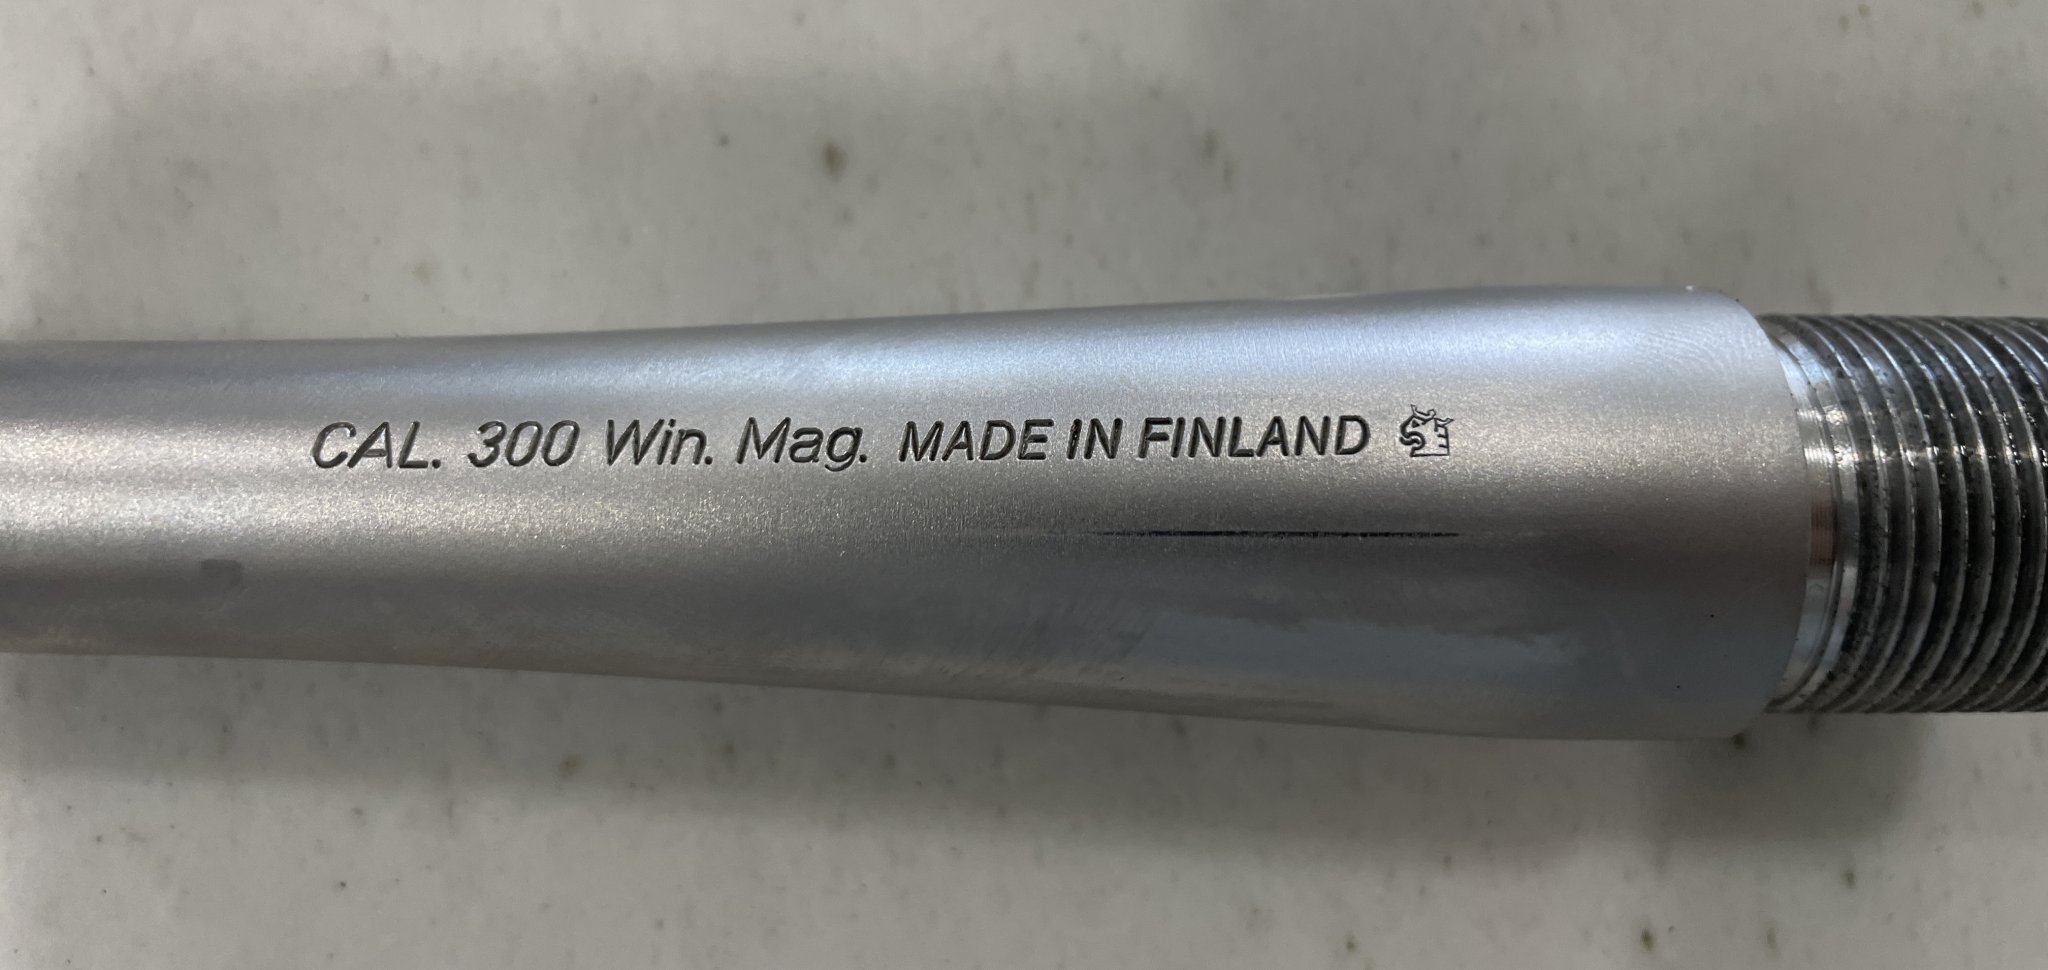 CAL. 300 Win. Mag. MADE IN FINLAND